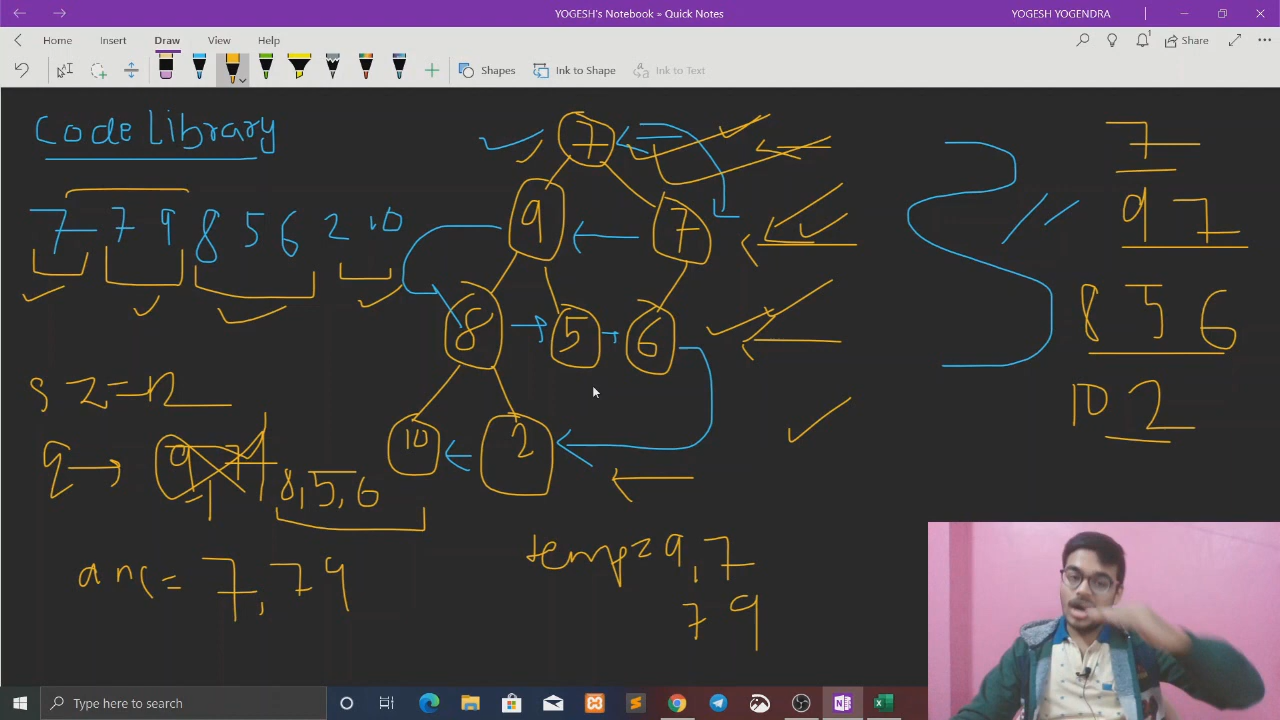 YOGESH's Notebook » Quick Notes
YOGESH YOGENDRA
Home Insert Draw View Help
Share
Shapes
Ink to Shape
Ink to Text
Code Library
7 7 9 8 5 6 2 10
7
9 7
8 5 6
10 2
7
9 7
8 5 6
10 2
sz=n
q → 9 7 8, 5, 6
ans = 7, 7 9
temp= 9, 7
7 9
Type here to search